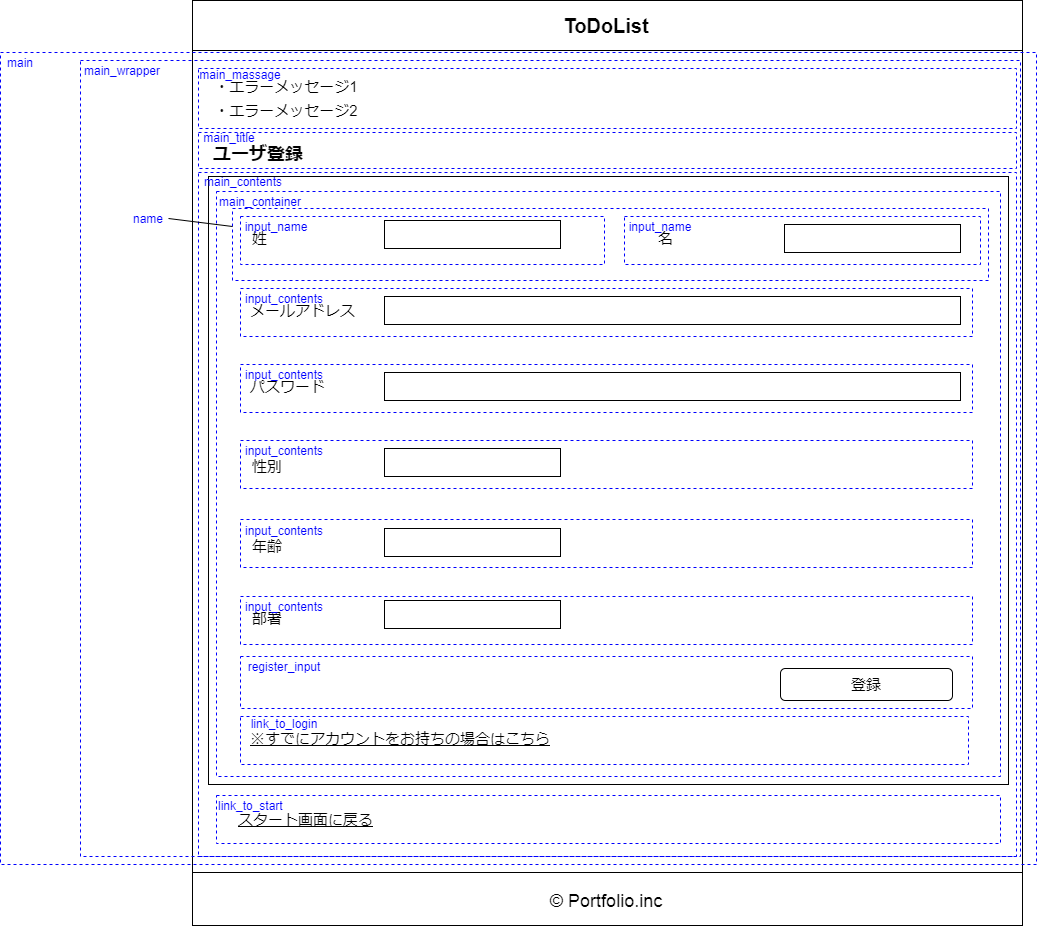 ToDoList
main
main_wrapper
main_massage
・エラーメッセージ1
・エラーメッセージ2
main_title
ユーザ登録
main_contents
main_container
name
input_name
姓
input_name
名
input_contents
メールアドレス
input_contents
パスワード
input_contents
性別
input_contents
年齢
input_contents
部署
register_input
登録
link_to_login
※すでにアカウントをお持ちの場合はこちら
link_to_start
スタート画面に戻る
© Portfolio.inc